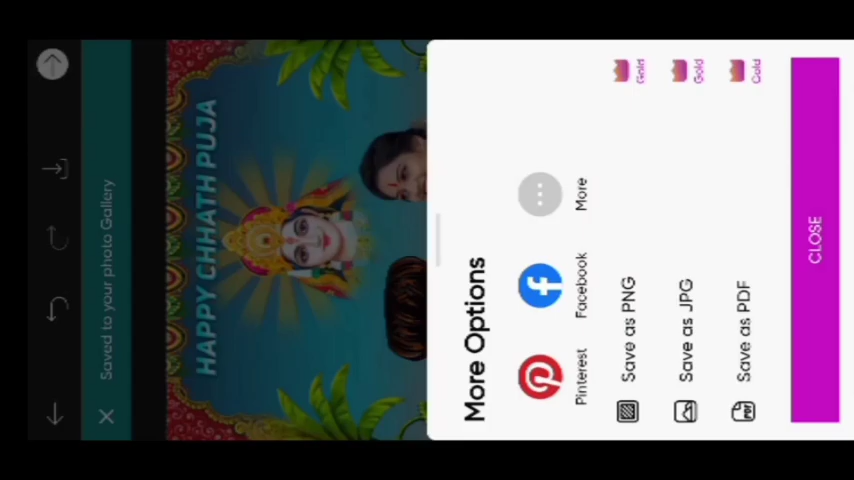 Saved to your photo Gallery
HAPPY CHHATH PUJA
More Options
Pinterest
Facebook
More
Save as PNG
Gold
Save as JPG
Gold
Save as PDF
PDF
Gold
CLOSE